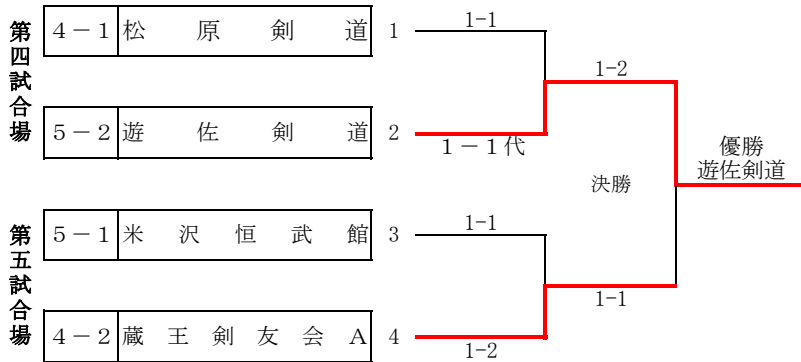 第四試合場
4－1 松原剣道 1
1-1
5－2 遊佐剣道 2
1－1代
1-2
決勝
優勝
遊佐剣道
第五試合場
5－1 米沢恒武館 3
1-1
4－2 蔵王剣友会A 4
1-2
1-1